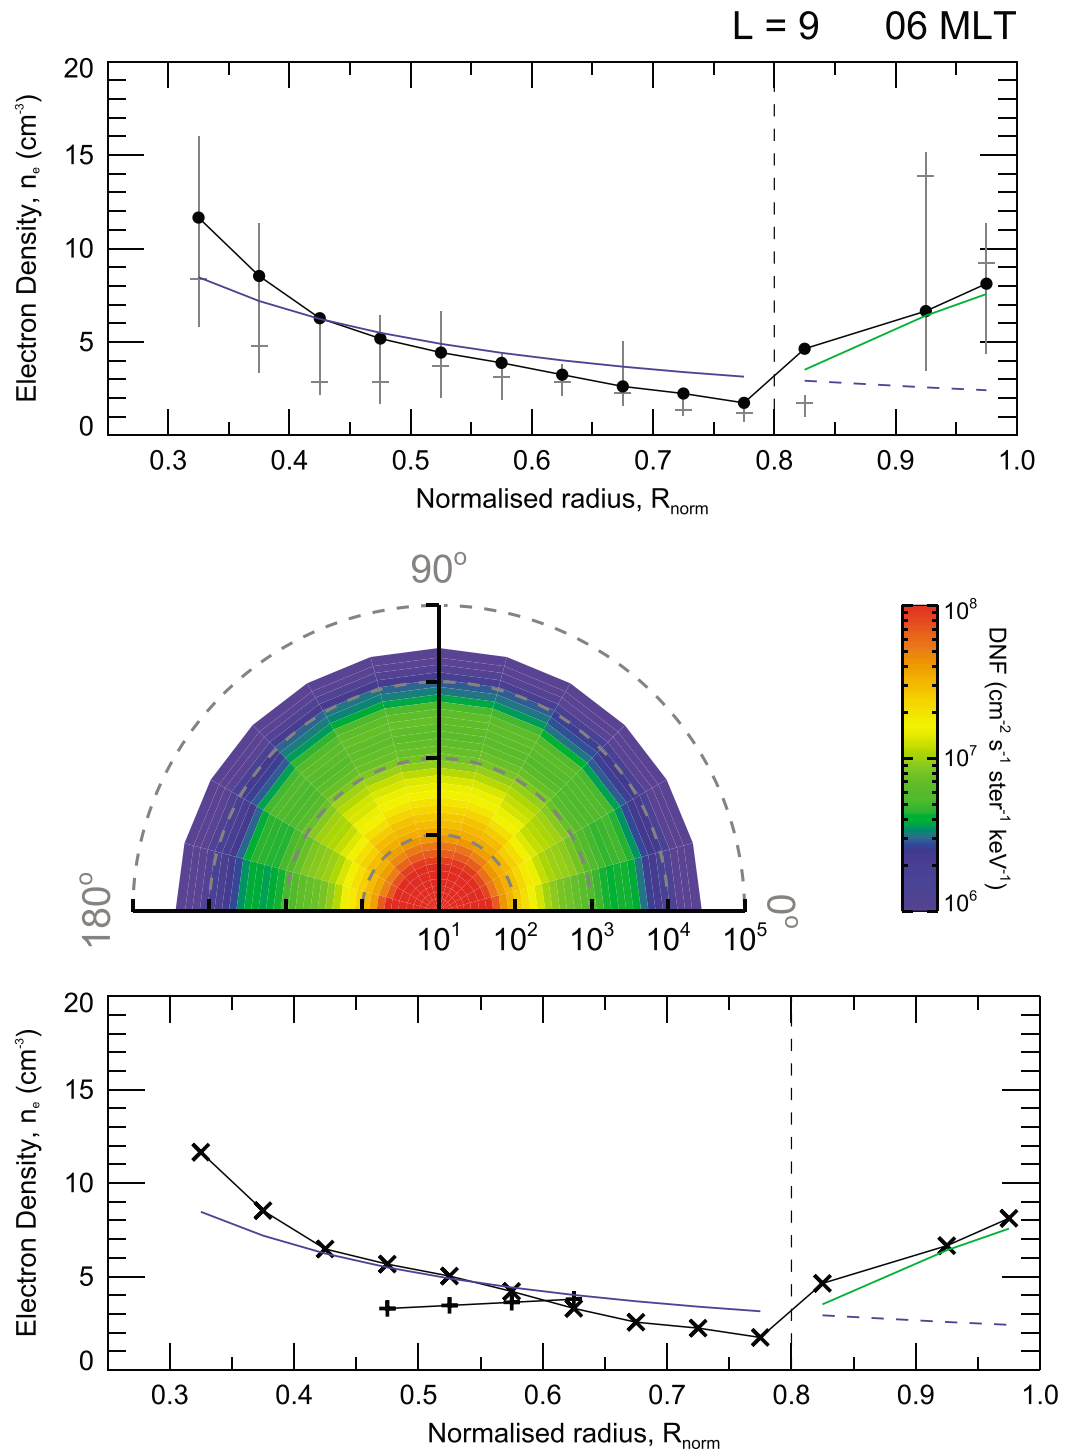 L = 9 06 MLT
20
15
10
5
0
Electron Density, nₑ (cm⁻³)
0.3 0.4 0.5 0.6 0.7 0.8 0.9 1.0
Normalised radius, Rnorm
90°
180°
0°
10¹ 10² 10³ 10⁴ 10⁵
10⁸
10⁷
10⁶
DNF (cm⁻² s⁻¹ ster⁻¹ keV⁻¹)
20
15
10
5
0
Electron Density, nₑ (cm⁻³)
0.3 0.4 0.5 0.6 0.7 0.8 0.9 1.0
Normalised radius, Rnorm